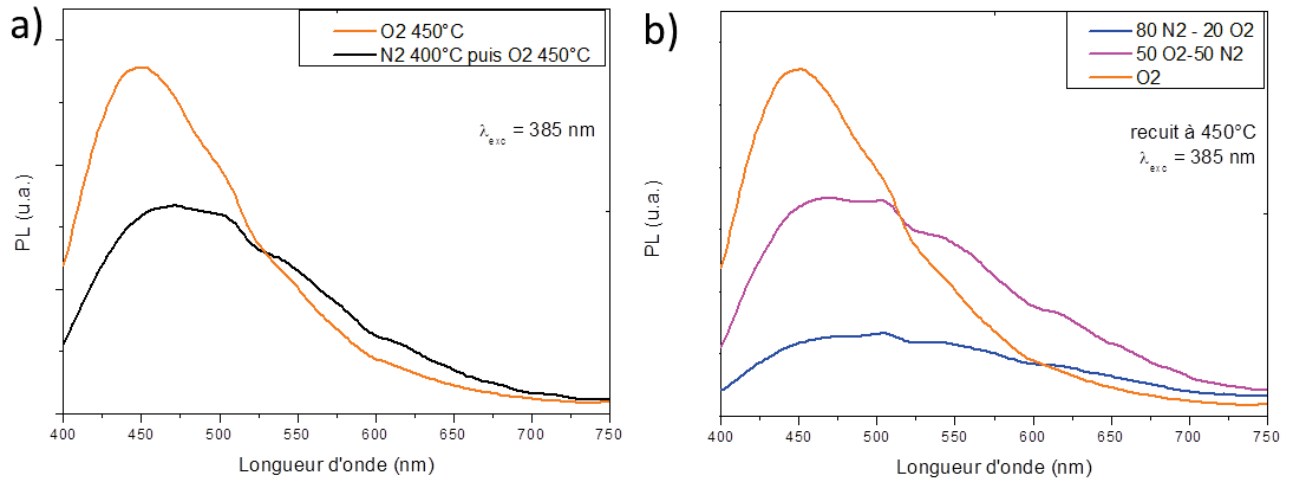 a)
O2 450°C
N2 400°C puis O2 450°C
λexc = 385 nm
PL (u.a.)
400 450 500 550 600 650 700 750
Longueur d'onde (nm)
b)
80 N2 - 20 O2
50 O2-50 N2
O2
recuit à 450°C
λexc = 385 nm
PL (u.a.)
400 450 500 550 600 650 700 750
Longueur d'onde (nm)